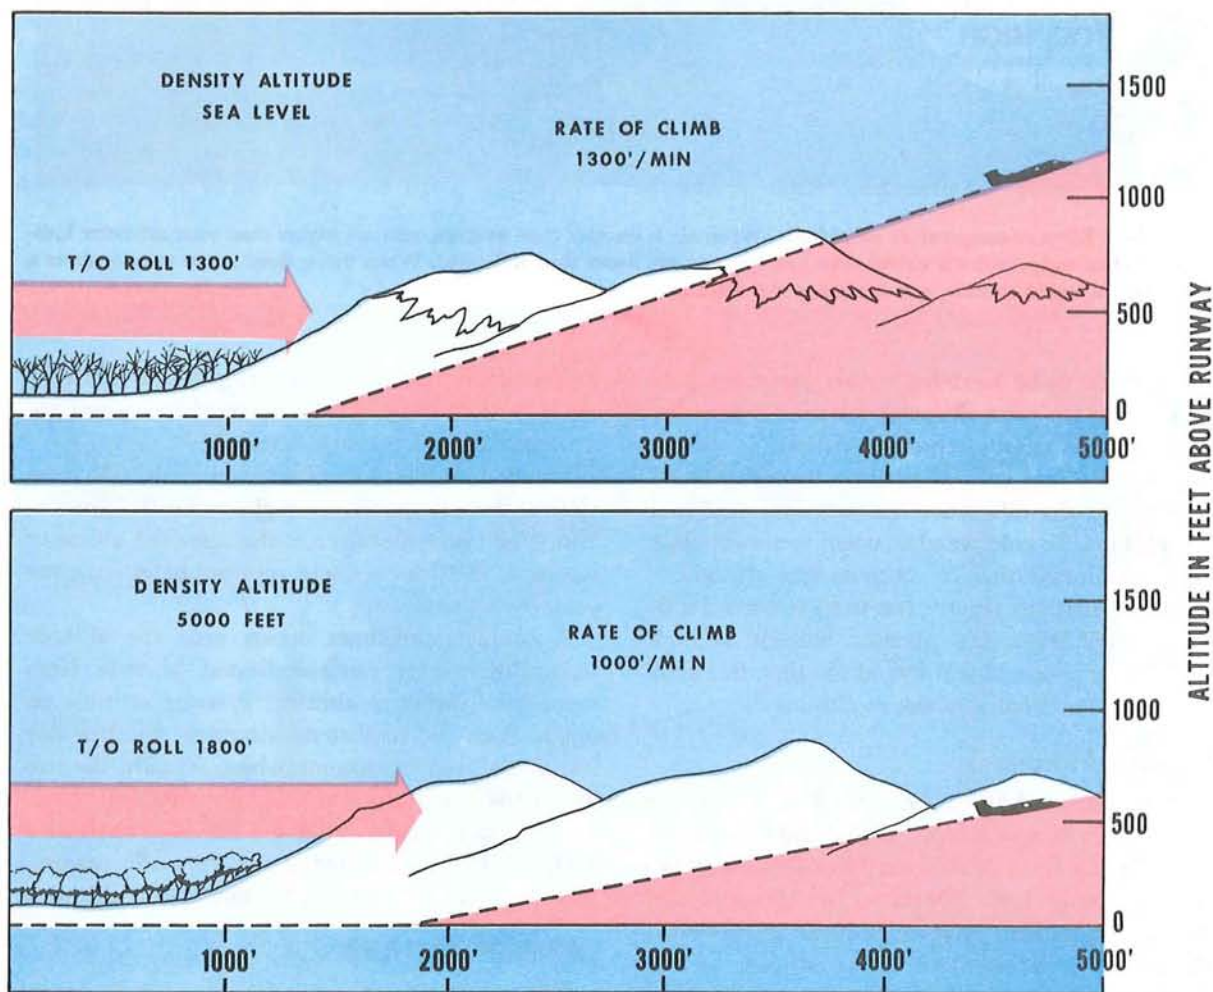 DENSITY ALTITUDE
SEA LEVEL
RATE OF CLIMB
1300'/MIN
T/O ROLL 1300'
1500
1000
500
0
1000'
2000'
3000'
4000'
5000'
ALTITUDE IN FEET ABOVE RUNWAY
DENSITY ALTITUDE
5000 FEET
RATE OF CLIMB
1000'/MIN
T/O ROLL 1800'
1500
1000
500
0
1000'
2000'
3000'
4000'
5000'